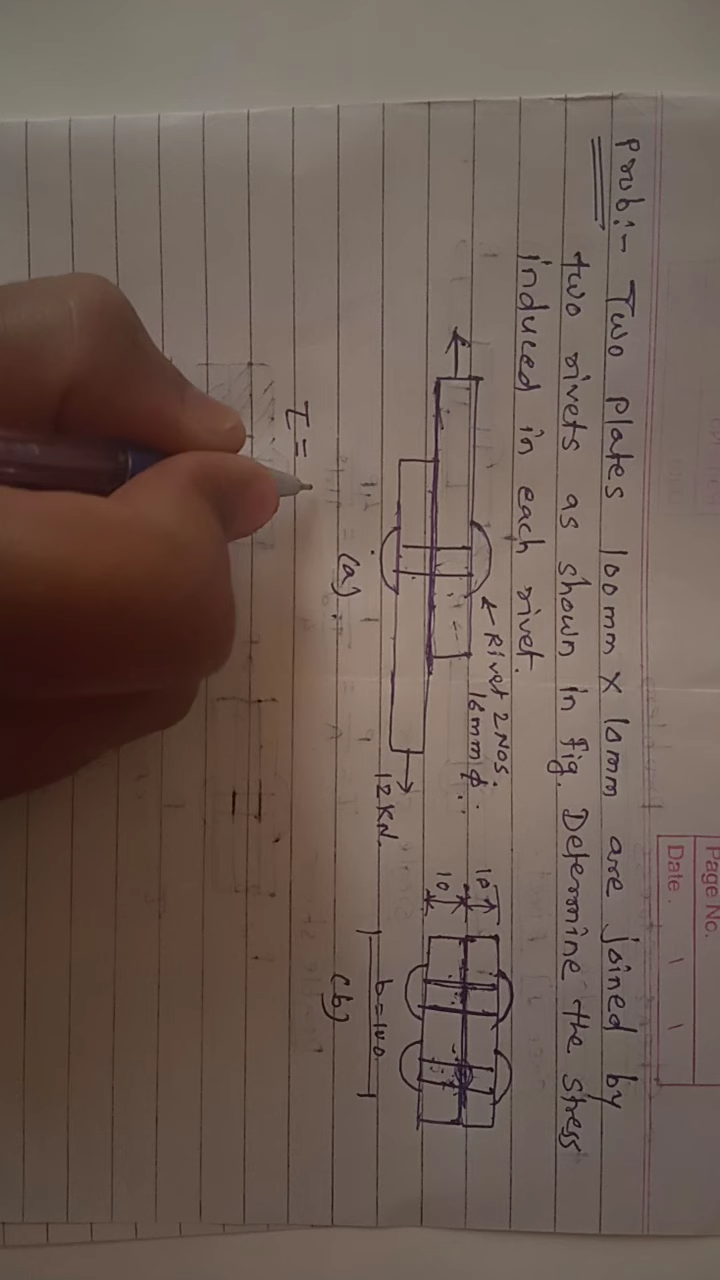 Page No.
Date.
Prob:- Two plates 100mm x 10mm are joined by
two rivets as shown in fig. Determine the stress
induced in each rivet.
Rivet 2 Nos.
16mm φ.
12 KN.
(a)
10
10
b=100
(b)
τ =